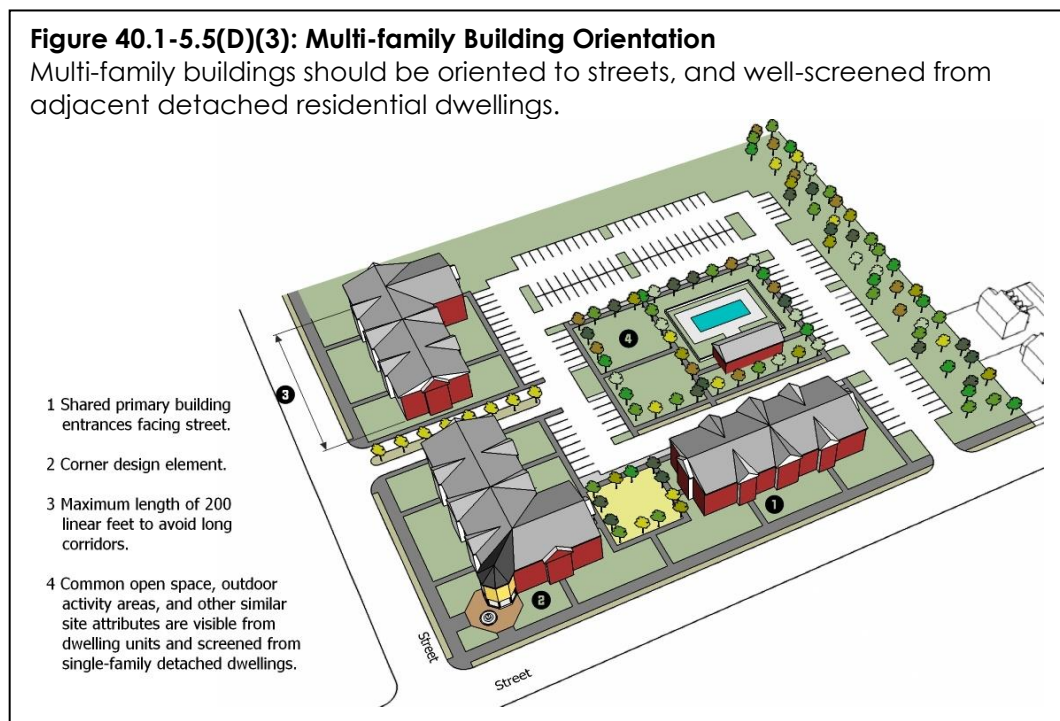 Figure 40.1-5.5(D)(3): Multi-family Building Orientation
Multi-family buildings should be oriented to streets, and well-screened from
adjacent detached residential dwellings.
1 Shared primary building
entrances facing street.
2 Corner design element.
3 Maximum length of 200
linear feet to avoid long
corridors.
4 Common open space, outdoor
activity areas, and other similar
site attributes are visible from
dwelling units and screened from
single-family detached dwellings.
4
3
1
2
Street
Street